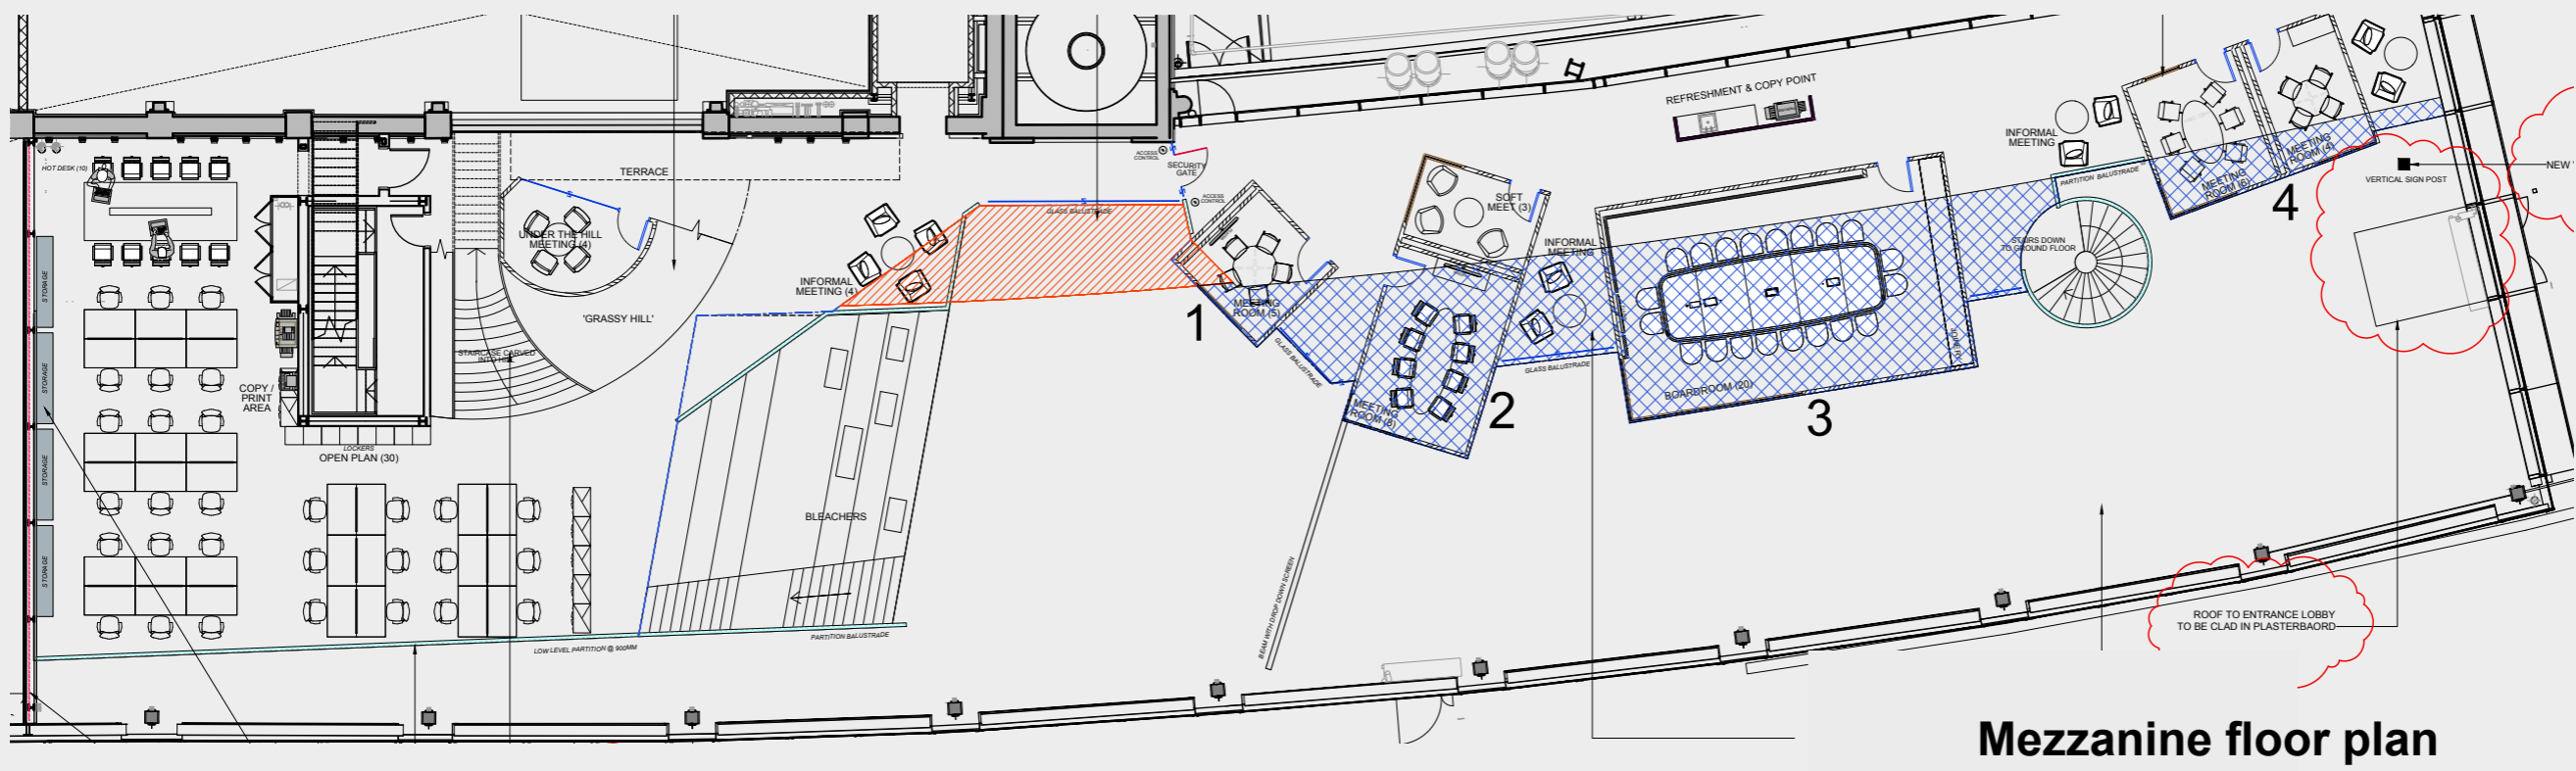 HOT DESK (10)
STORAGE
STORAGE
STORAGE
STORAGE
COPY /
PRINT
AREA
LOCKERS
OPEN PLAN (30)
STAIRCASE CARVED
INTO HILL
UNDER THE HILL
MEETING (4)
TERRACE
'GRASSY HILL'
INFORMAL
MEETING (4)
BLEACHERS
LOW LEVEL PARTITION @ 900MM
PARTITION BALUSTRADE
GLASS BALUSTRADE
ACCESS
CONTROL
SECURITY
GATE
ACCESS
CONTROL
1
MEETING
ROOM (5)
GLASS BALUSTRADE
BEAM WITH DROP DOWN SCREEN
MEETING
ROOM (8)
2
SOFT
MEET (3)
INFORMAL
MEETING
GLASS BALUSTRADE
REFRESHMENT & COPY POINT
BOARDROOM (20)
3
STAIRS DOWN
TO GROUND FLOOR
PARTITION BALUSTRADE
INFORMAL
MEETING
MEETING
ROOM (6)
MEETING
ROOM (4)
4
VERTICAL SIGN POST
NEW
ROOF TO ENTRANCE LOBBY
TO BE CLAD IN PLASTERBAORD
Mezzanine floor plan